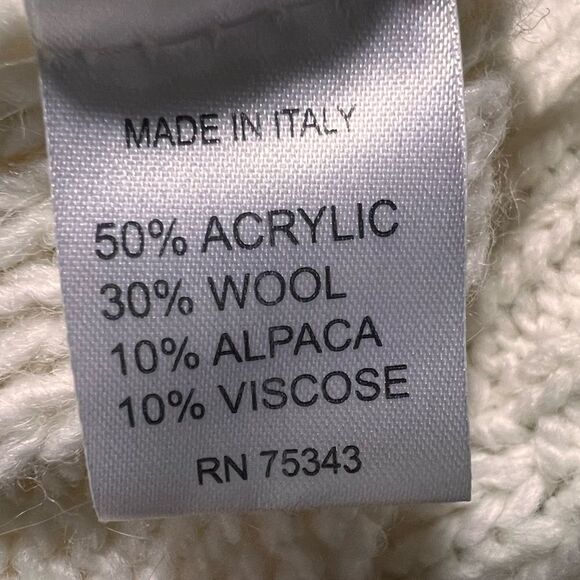 MADE IN ITALY
50% ACRYLIC
30% WOOL
10% ALPACA
10% VISCOSE
RN 75343